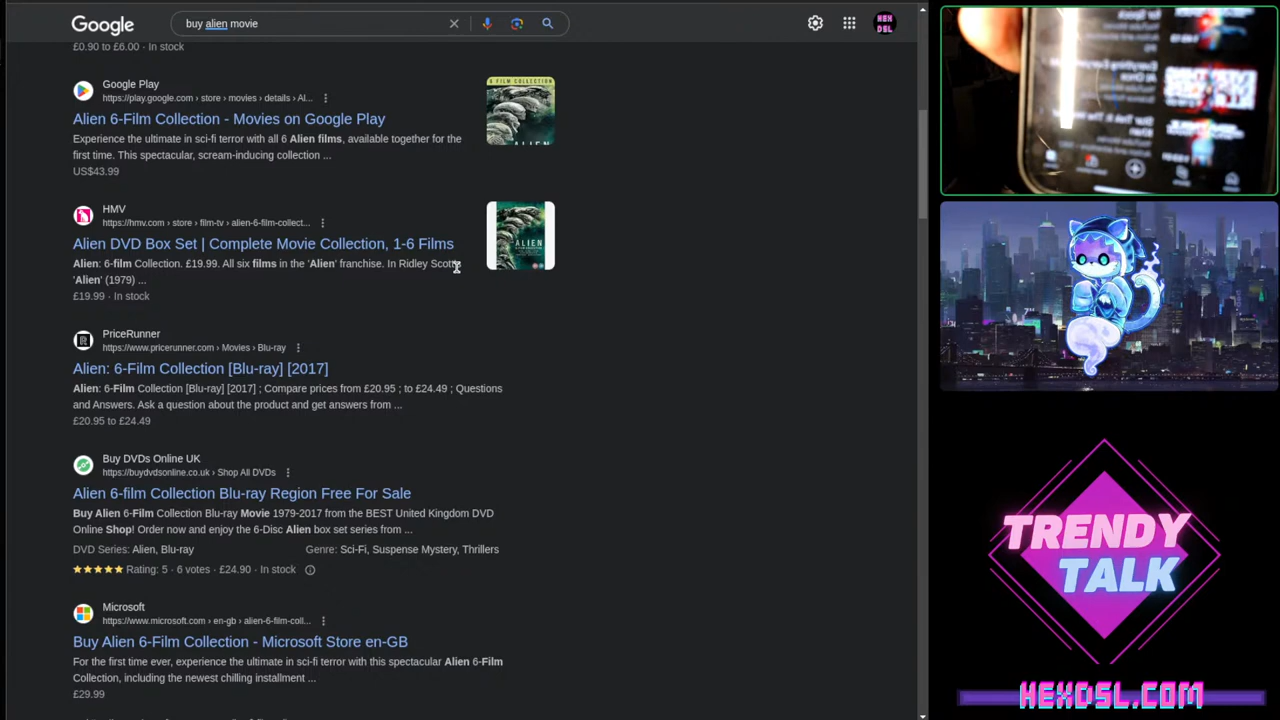 Google
buy alien movie
HEX
DSL
£0.90 to £6.00 · In stock
Google Play
https://play.google.com › store › movies › details › Al...
Alien 6-Film Collection - Movies on Google Play
Experience the ultimate in sci-fi terror with all 6 Alien films, available together for the
first time. This spectacular, scream-inducing collection ...
US$43.99
6 FILM COLLECTION
ALIEN
HMV
https://hmv.com › store › film-tv › alien-6-film-collect...
Alien DVD Box Set | Complete Movie Collection, 1-6 Films
Alien: 6-film Collection. £19.99. All six films in the 'Alien' franchise. In Ridley Scott's
'Alien' (1979) ...
£19.99 · In stock
ALIEN
PriceRunner
https://www.pricerunner.com › Movies › Blu-ray
Alien: 6-Film Collection [Blu-ray] [2017]
Alien: 6-Film Collection [Blu-ray] [2017] ; Compare prices from £20.95 ; to £24.49 ; Questions
and Answers. Ask a question about the product and get answers from ...
£20.95 to £24.49
Buy DVDs Online UK
https://buydvdsonline.co.uk › Shop All DVDs
Alien 6-film Collection Blu-ray Region Free For Sale
Buy Alien 6-Film Collection Blu-ray Movie 1979-2017 from the BEST United Kingdom DVD
Online Shop! Order now and enjoy the 6-Disc Alien box set series from ...
DVD Series: Alien, Blu-ray Genre: Sci-Fi, Suspense Mystery, Thrillers
Rating: 5 · 6 votes · £24.90 · In stock
Microsoft
https://www.microsoft.com › en-gb › alien-6-film-coll...
Buy Alien 6-Film Collection - Microsoft Store en-GB
For the first time ever, experience the ultimate in sci-fi terror with this spectacular Alien 6-Film
Collection, including the newest chilling installment ...
£29.99
TRENDY
TALK
HEXDSL.COM